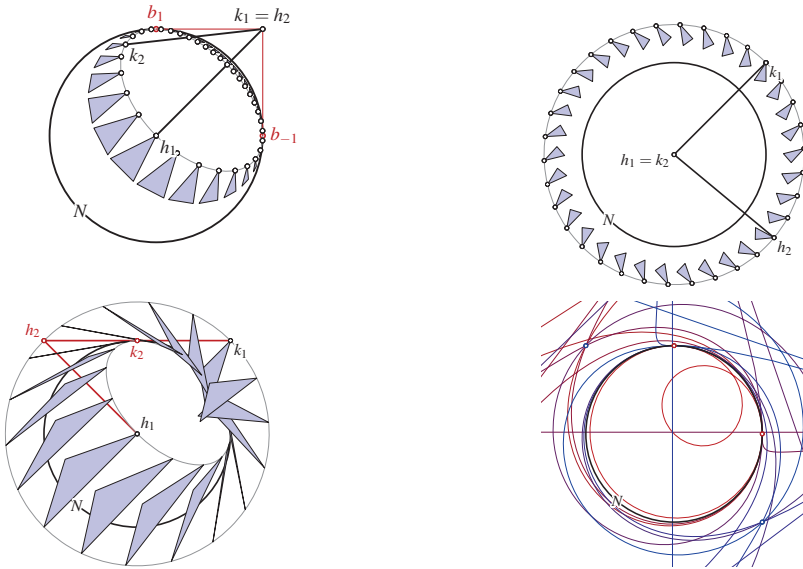 b₁
k₁ = h₂
k₂
h₁
b₋₁
N
k₁
h₁ = k₂
N
h₂
h₂
k₂
k₁
h₁
N
N